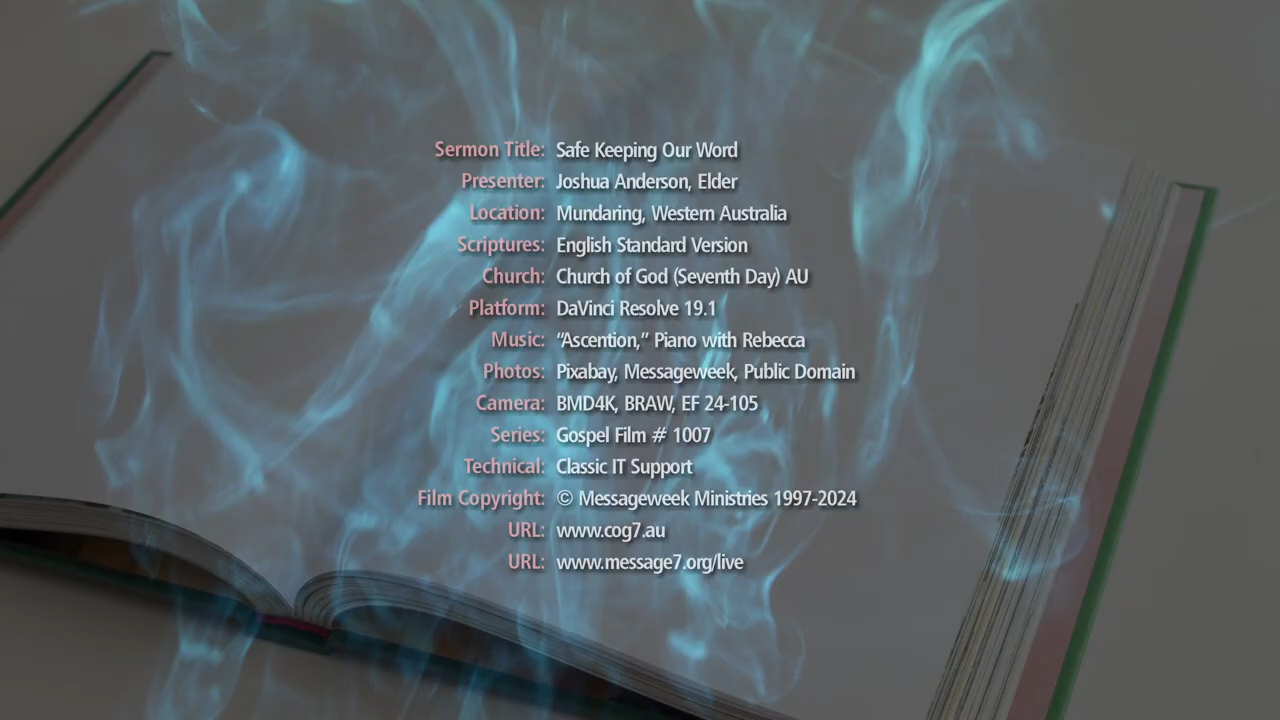 Sermon Title: Safe Keeping Our Word
Presenter: Joshua Anderson, Elder
Location: Mundaring, Western Australia
Scriptures: English Standard Version
Church: Church of God (Seventh Day) AU
Platform: DaVinci Resolve 19.1
Music: “Ascention,” Piano with Rebecca
Photos: Pixabay, Messageweek, Public Domain
Camera: BMD4K, BRAW, EF 24-105
Series: Gospel Film # 1007
Technical: Classic IT Support
Film Copyright: © Messageweek Ministries 1997-2024
URL: www.cog7.au
URL: www.message7.org/live